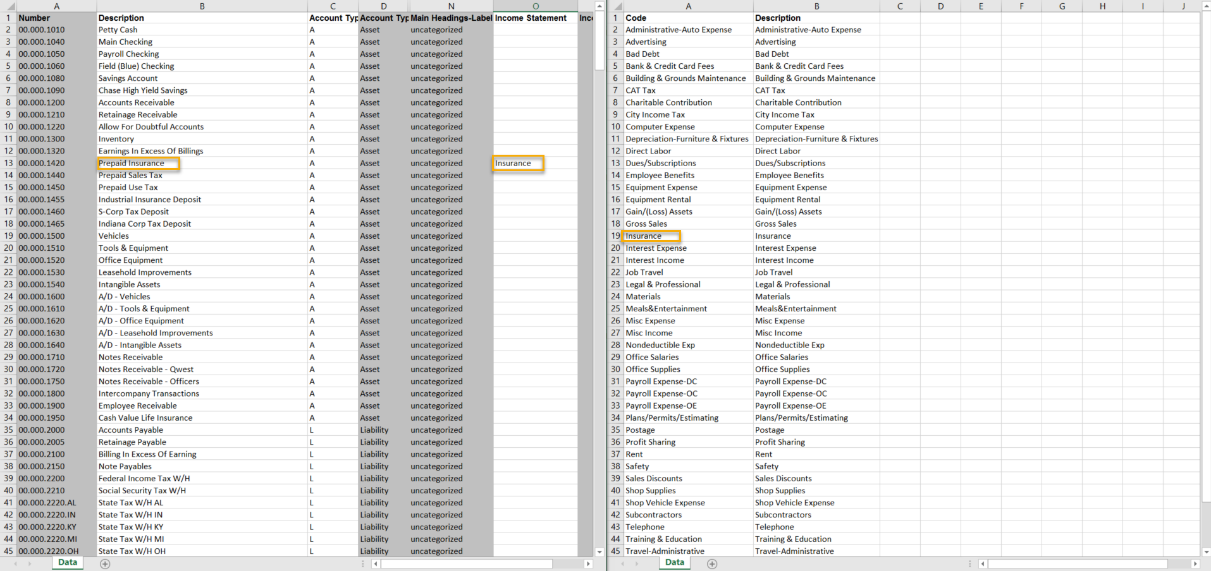 A B C D N O
1 Number Description Account Typ Account Typ Main Headings-Label Income Statement Inco
2 00.000.1010 Petty Cash A Asset uncategorized
3 00.000.1040 Main Checking A Asset uncategorized
4 00.000.1050 Payroll Checking A Asset uncategorized
5 00.000.1060 Field (Blue) Checking A Asset uncategorized
6 00.000.1080 Savings Account A Asset uncategorized
7 00.000.1090 Chase High Yield Savings A Asset uncategorized
8 00.000.1200 Accounts Receivable A Asset uncategorized
9 00.000.1210 Retainage Receivable A Asset uncategorized
10 00.000.1220 Allow For Doubtful Accounts A Asset uncategorized
11 00.000.1300 Inventory A Asset uncategorized
12 00.000.1320 Earnings In Excess Of Billings A Asset uncategorized
13 00.000.1420 Prepaid Insurance A Asset uncategorized Insurance
14 00.000.1440 Prepaid Sales Tax A Asset uncategorized
15 00.000.1450 Prepaid Use Tax A Asset uncategorized
16 00.000.1455 Industrial Insurance Deposit A Asset uncategorized
17 00.000.1460 S-Corp Tax Deposit A Asset uncategorized
18 00.000.1465 Indiana Corp Tax Deposit A Asset uncategorized
19 00.000.1500 Vehicles A Asset uncategorized
20 00.000.1510 Tools & Equipment A Asset uncategorized
21 00.000.1520 Office Equipment A Asset uncategorized
22 00.000.1530 Leasehold Improvements A Asset uncategorized
23 00.000.1540 Intangible Assets A Asset uncategorized
24 00.000.1600 A/D - Vehicles A Asset uncategorized
25 00.000.1610 A/D - Tools & Equipment A Asset uncategorized
26 00.000.1620 A/D - Office Equipment A Asset uncategorized
27 00.000.1630 A/D - Leasehold Improvements A Asset uncategorized
28 00.000.1640 A/D - Intangible Assets A Asset uncategorized
29 00.000.1710 Notes Receivable A Asset uncategorized
30 00.000.1720 Notes Receivable - Qwest A Asset uncategorized
31 00.000.1750 Notes Receivable - Officers A Asset uncategorized
32 00.000.1800 Intercompany Transactions A Asset uncategorized
33 00.000.1900 Employee Receivable A Asset uncategorized
34 00.000.1950 Cash Value Life Insurance A Asset uncategorized
35 00.000.2000 Accounts Payable L Liability uncategorized
36 00.000.2005 Retainage Payable L Liability uncategorized
37 00.000.2100 Billing In Excess Of Earning L Liability uncategorized
38 00.000.2150 Note Payables L Liability uncategorized
39 00.000.2200 Federal Income Tax W/H L Liability uncategorized
40 00.000.2210 Social Security Tax W/H L Liability uncategorized
41 00.000.2220.AL State Tax W/H AL L Liability uncategorized
42 00.000.2220.IN State Tax W/H IN L Liability uncategorized
43 00.000.2220.KY State Tax W/H KY L Liability uncategorized
44 00.000.2220.MI State Tax W/H MI L Liability uncategorized
45 00.000.2220.OH State Tax W/H OH L Liability uncategorized
Data
A B C D E F G H I J
1 Code Description
2 Administrative-Auto Expense Administrative-Auto Expense
3 Advertising Advertising
4 Bad Debt Bad Debt
5 Bank & Credit Card Fees Bank & Credit Card Fees
6 Building & Grounds Maintenance Building & Grounds Maintenance
7 CAT Tax CAT Tax
8 Charitable Contribution Charitable Contribution
9 City Income Tax City Income Tax
10 Computer Expense Computer Expense
11 Depreciation-Furniture & Fixtures Depreciation-Furniture & Fixtures
12 Direct Labor Direct Labor
13 Dues/Subscriptions Dues/Subscriptions
14 Employee Benefits Employee Benefits
15 Equipment Expense Equipment Expense
16 Equipment Rental Equipment Rental
17 Gain/(Loss) Assets Gain/(Loss) Assets
18 Gross Sales Gross Sales
19 Insurance Insurance
20 Interest Expense Interest Expense
21 Interest Income Interest Income
22 Job Travel Job Travel
23 Legal & Professional Legal & Professional
24 Materials Materials
25 Meals&Entertainment Meals&Entertainment
26 Misc Expense Misc Expense
27 Misc Income Misc Income
28 Nondeductible Exp Nondeductible Exp
29 Office Salaries Office Salaries
30 Office Supplies Office Supplies
31 Payroll Expense-DC Payroll Expense-DC
32 Payroll Expense-OC Payroll Expense-OC
33 Payroll Expense-OE Payroll Expense-OE
34 Plans/Permits/Estimating Plans/Permits/Estimating
35 Postage Postage
36 Profit Sharing Profit Sharing
37 Rent Rent
38 Safety Safety
39 Sales Discounts Sales Discounts
40 Shop Supplies Shop Supplies
41 Shop Vehicle Expense Shop Vehicle Expense
42 Subcontractors Subcontractors
43 Telephone Telephone
44 Training & Education Training & Education
45 Travel-Administrative Travel-Administrative
Data